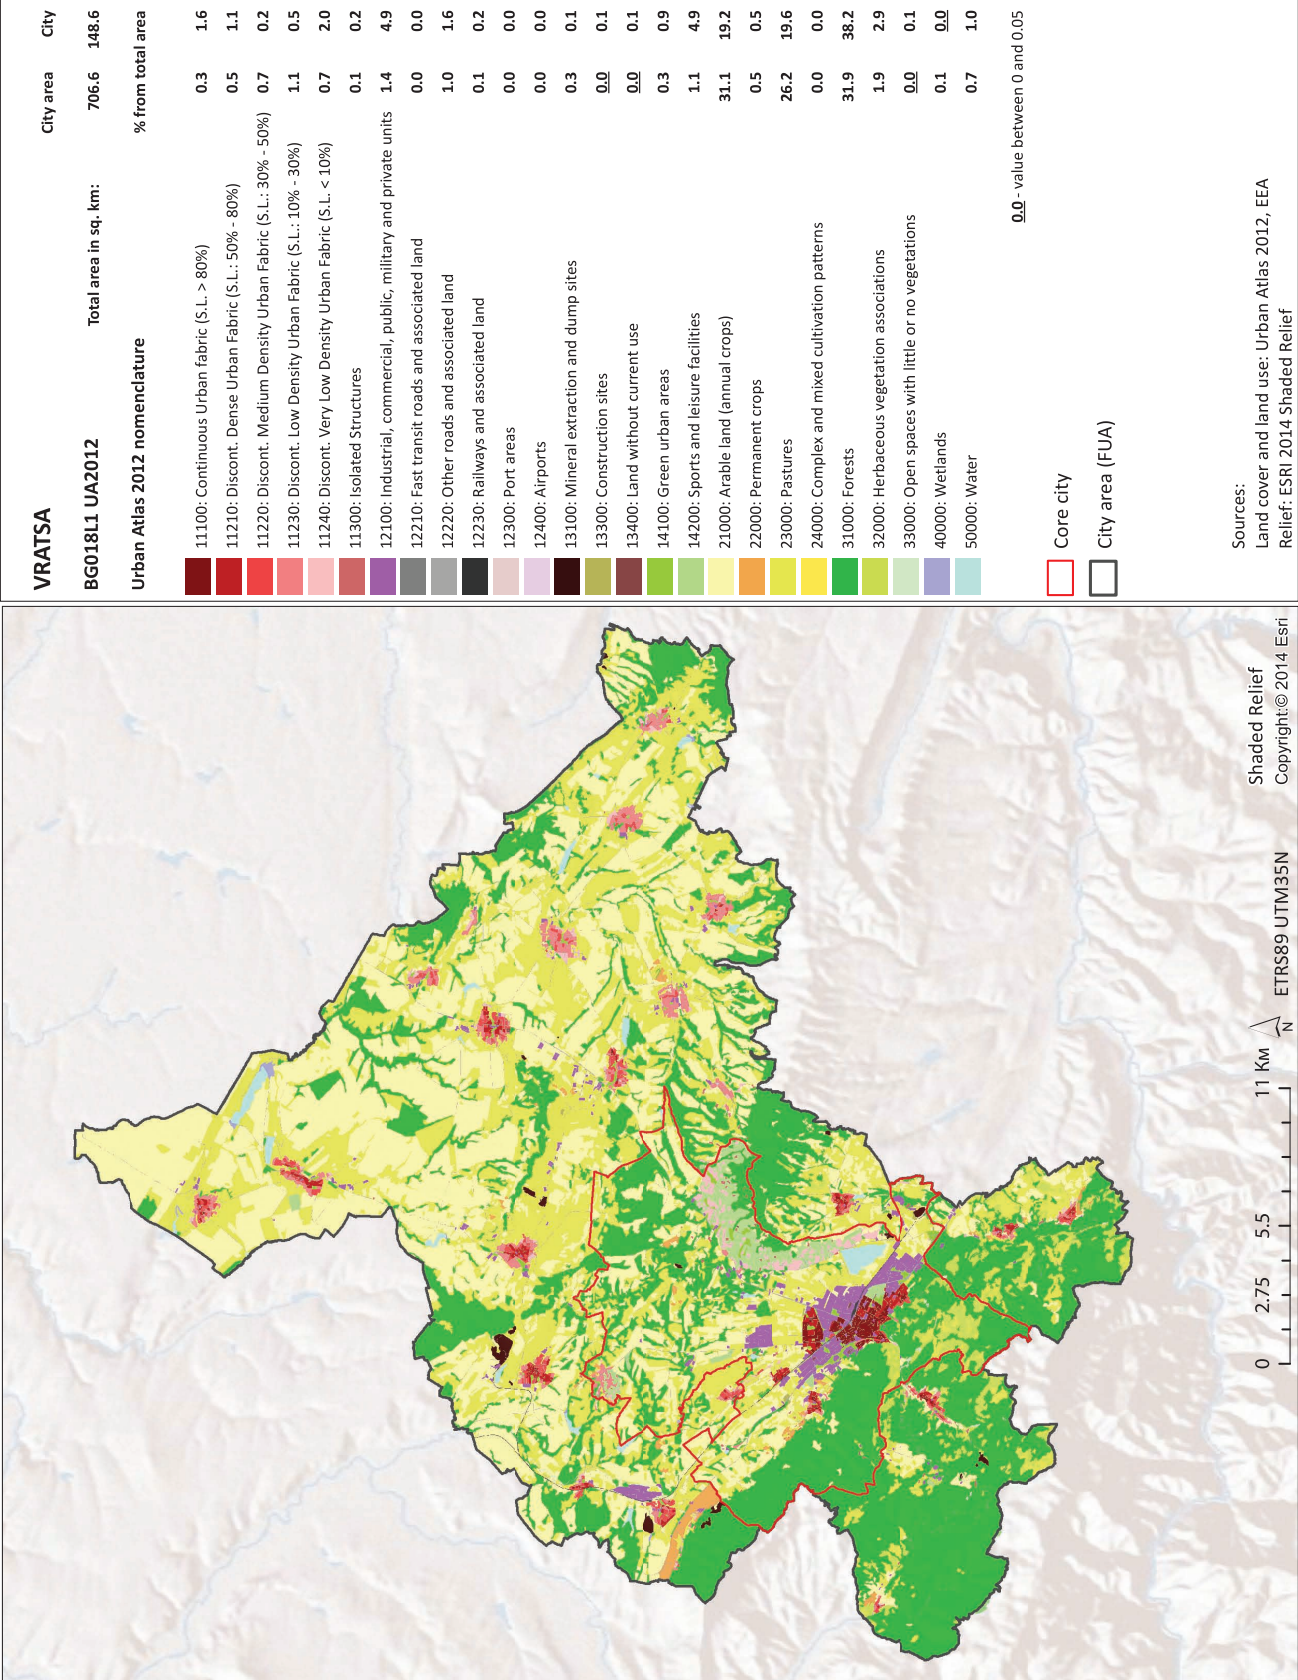 VRATSA
City area City
BG018L1 UA2012 Total area in sq. km: 706.6 148.6
Urban Atlas 2012 nomenclature % from total area
11100: Continuous Urban fabric (S.L. > 80%) 0.3 1.6
11210: Discont. Dense Urban Fabric (S.L.: 50% - 80%) 0.5 1.1
11220: Discont. Medium Density Urban Fabric (S.L.: 30% - 50%) 0.7 0.2
11230: Discont. Low Density Urban Fabric (S.L.: 10% - 30%) 1.1 0.5
11240: Discont. Very Low Density Urban Fabric (S.L. < 10%) 0.7 2.0
11300: Isolated Structures 0.1 0.2
12100: Industrial, commercial, public, military and private units 1.4 4.9
12210: Fast transit roads and associated land 0.0 0.0
12220: Other roads and associated land 1.0 1.6
12230: Railways and associated land 0.1 0.2
12300: Port areas 0.0 0.0
12400: Airports 0.0 0.0
13100: Mineral extraction and dump sites 0.3 0.1
13300: Construction sites 0.0 0.1
13400: Land without current use 0.0 0.1
14100: Green urban areas 0.3 0.9
14200: Sports and leisure facilities 1.1 4.9
21000: Arable land (annual crops) 31.1 19.2
22000: Permanent crops 0.5 0.5
23000: Pastures 26.2 19.6
24000: Complex and mixed cultivation patterns 0.0 0.0
31000: Forests 31.9 38.2
32000: Herbaceous vegetation associations 1.9 2.9
33000: Open spaces with little or no vegetations 0.0 0.1
40000: Wetlands 0.1 0.0
50000: Water 0.7 1.0
0.0 - value between 0 and 0.05
Core city
City area (FUA)
Sources:
Land cover and land use: Urban Atlas 2012, EEA
Relief: ESRI 2014 Shaded Relief
Shaded Relief
Copyright:© 2014 Esri
0 2.75 5.5 11 Км
N
ETRS89 UTM35N